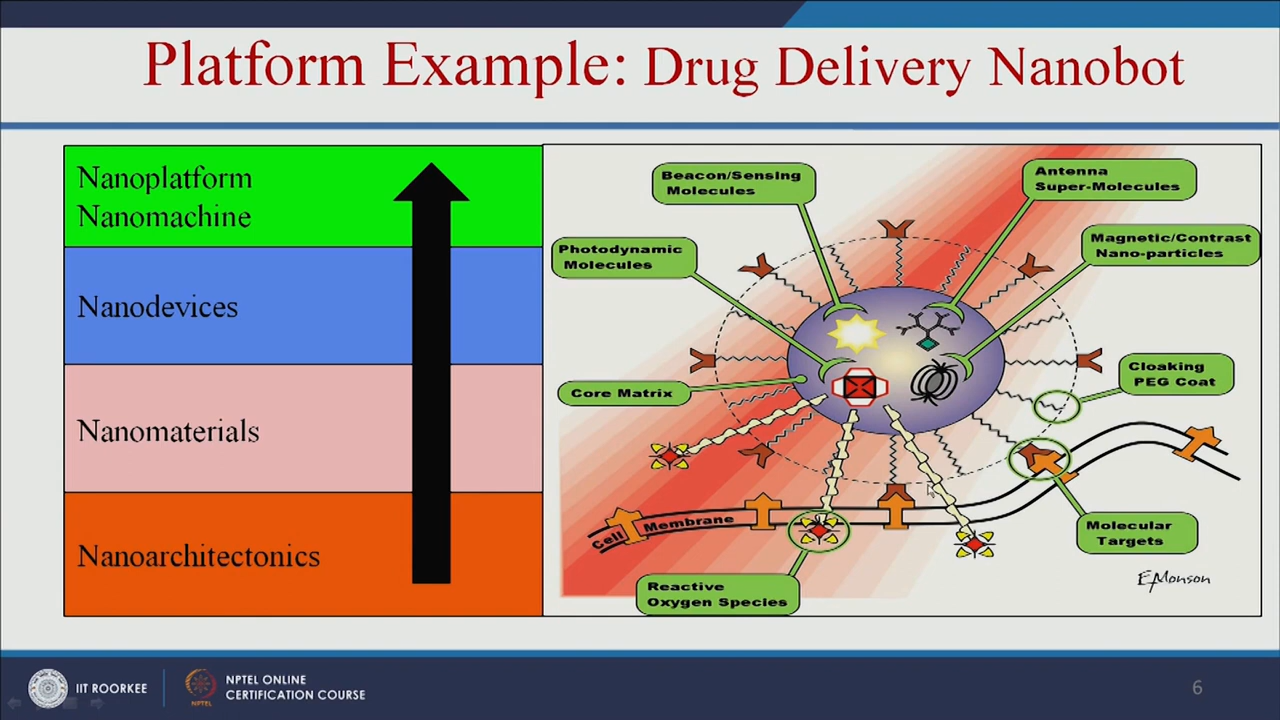 Platform Example: Drug Delivery Nanobot
Nanoplatform
Nanomachine
Nanodevices
Nanomaterials
Nanoarchitectonics
Beacon/Sensing
Molecules
Antenna
Super-Molecules
Photodynamic
Molecules
Magnetic/Contrast
Nano-particles
Core Matrix
Cloaking
PEG Coat
Cell Membrane
Molecular
Targets
Reactive
Oxygen Species
EMonson
IIT ROORKEE
NPTEL
NPTEL ONLINE
CERTIFICATION COURSE
6